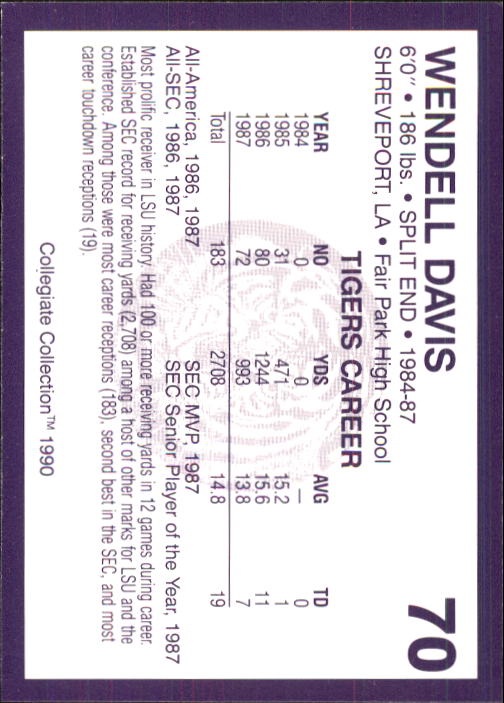 WENDELL DAVIS 70
6'0" • 186 lbs. • SPLIT END • 1984-87
SHREVEPORT, LA • Fair Park High School
TIGERS CAREER
YEAR NO YDS AVG TD
1984 0 0 — 0
1985 31 471 15.2 1
1986 80 1244 15.6 11
1987 72 993 13.8 7
Total 183 2708 14.8 19
All-America, 1986, 1987 SEC MVP, 1987
All-SEC, 1986, 1987 SEC Senior Player of the Year, 1987
Most prolific receiver in LSU history. Had 100 or more receiving yards in 12 games during career.
Established SEC record for receiving yards (2,708) among a host of other marks for LSU and the
conference. Among those were most career receptions (183), second best in the SEC, and most
career touchdown receptions (19).
Collegiate Collection™ 1990